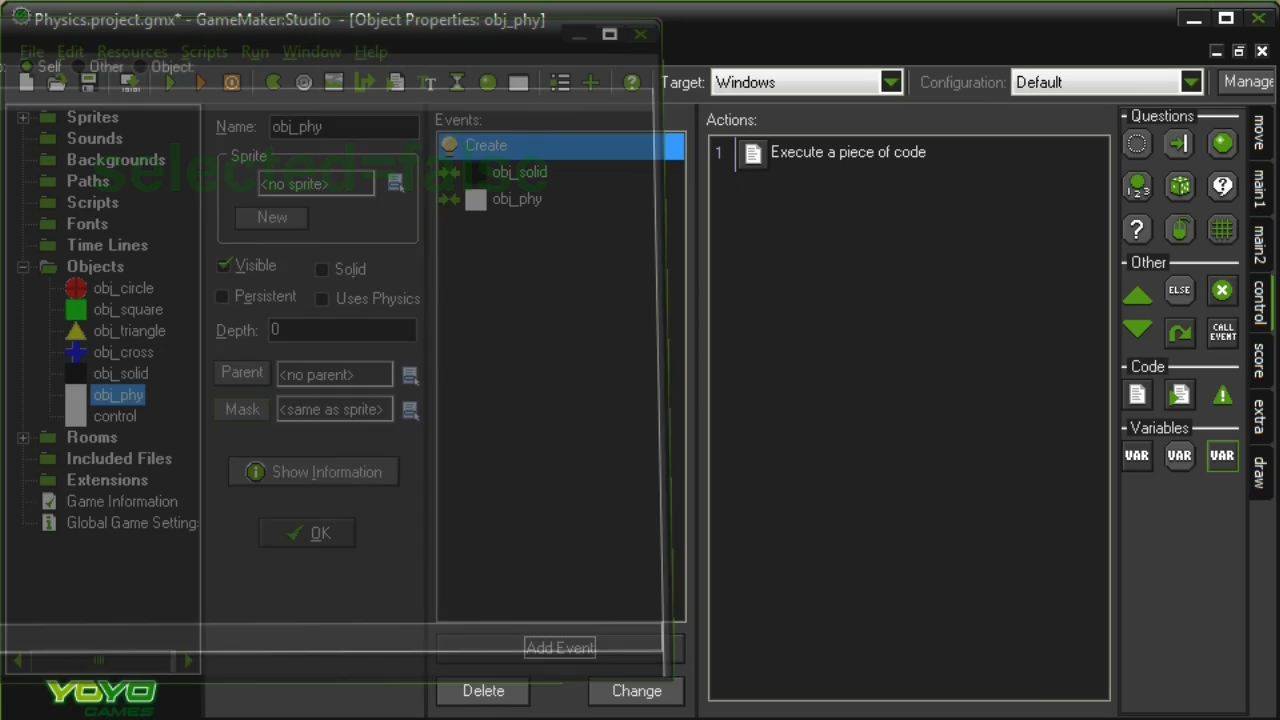 Physics.project.gmx* - GameMaker:Studio - [Object Properties: obj_phy]
File Edit Resources Scripts Run Window Help
Self Other Object
Target: Windows Configuration: Default Manage
Sprites
Sounds
Backgrounds
Paths
Scripts
Fonts
Time Lines
Objects
obj_circle
obj_square
obj_triangle
obj_cross
obj_solid
obj_phy
control
Rooms
Included Files
Extensions
Game Information
Global Game Setting
YOYO
GAMES
Name: obj_phy
Sprite
<no sprite>
New
selected=false
Visible Solid
Persistent Uses Physics
Depth: 0
Parent <no parent>
Mask <same as sprite>
Show Information
OK
Events:
Create
obj_solid
obj_phy
Add Event
Delete Change
Actions:
1 Execute a piece of code
Questions
1 2 3
?
Other
ELSE
CALL
EVENT
Code
Variables
VAR VAR VAR
move
main1
main2
control
score
extra
draw